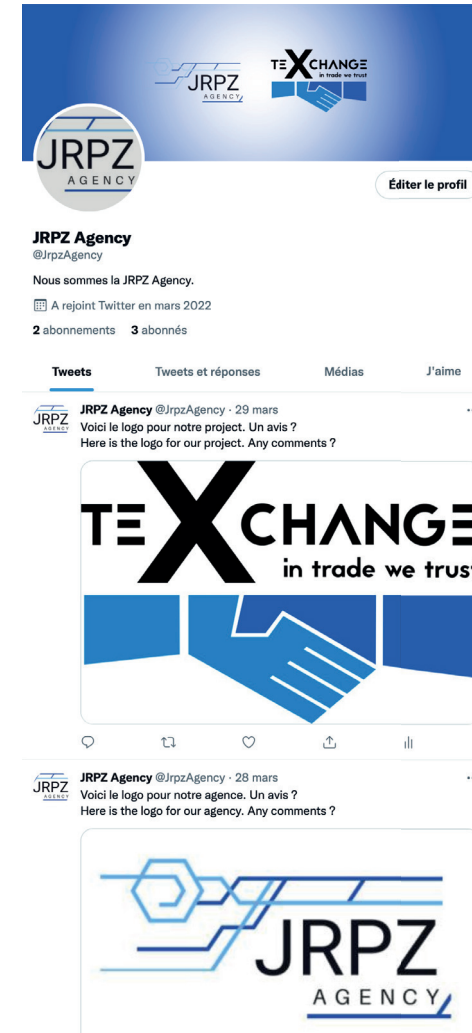 JRPZ
AGENCY
TEXCHANGE
in trade we trust
JRPZ
AGENCY
Éditer le profil
JRPZ Agency
@JrpzAgency
Nous sommes la JRPZ Agency.
A rejoint Twitter en mars 2022
2 abonnements 3 abonnés
Tweets Tweets et réponses Médias J'aime
JRPZ
AGENCY
JRPZ Agency @JrpzAgency · 29 mars
Voici le logo pour notre project. Un avis ?
Here is the logo for our project. Any comments ?
TEXCHANGE
in trade we trust
JRPZ
AGENCY
JRPZ Agency @JrpzAgency · 28 mars
Voici le logo pour notre agence. Un avis ?
Here is the logo for our agency. Any comments ?
JRPZ
AGENCY